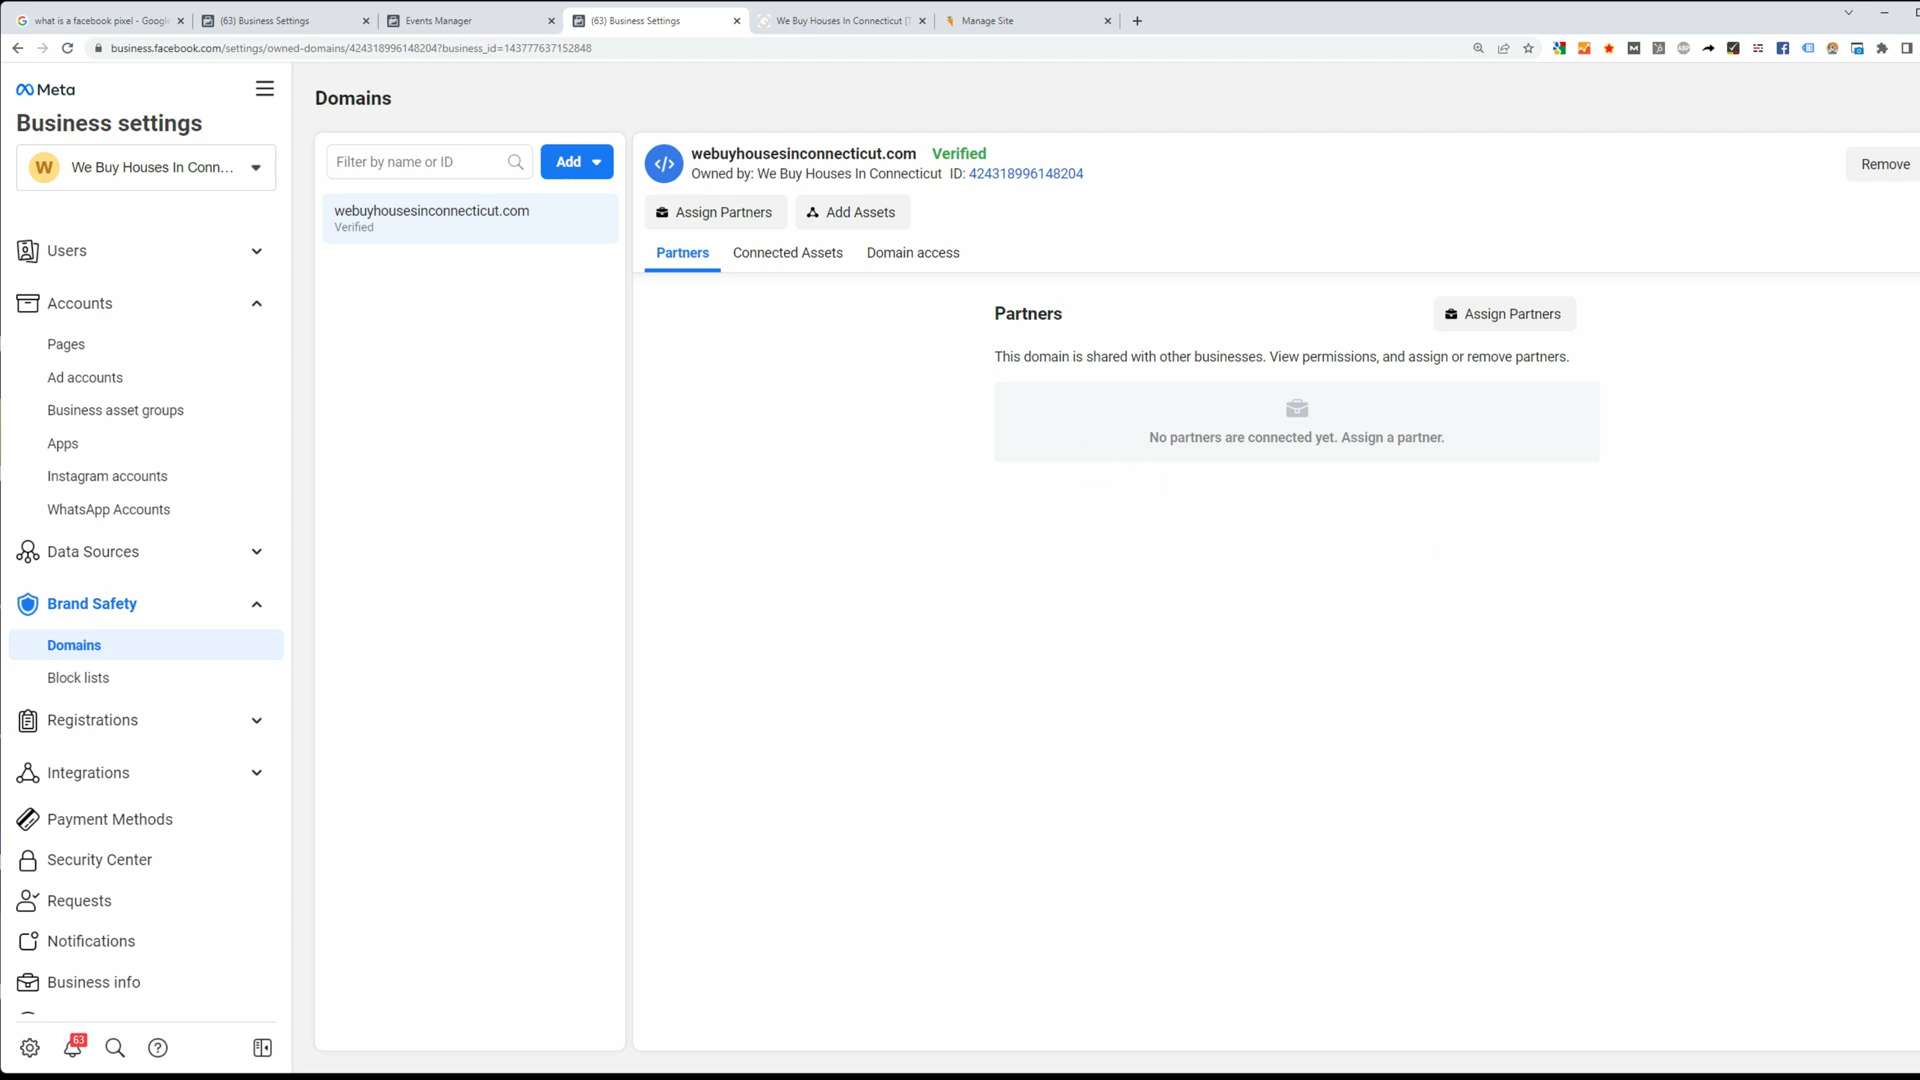 what is a facebook pixel - Google
(63) Business Settings
Events Manager
(63) Business Settings
We Buy Houses In Connecticut [
Manage Site
business.facebook.com/settings/owned-domains/424318996148204?business_id=143777637152848
Meta
Business settings
W We Buy Houses In Conn...
Users
Accounts
Pages
Ad accounts
Business asset groups
Apps
Instagram accounts
WhatsApp Accounts
Data Sources
Brand Safety
Domains
Block lists
Registrations
Integrations
Payment Methods
Security Center
Requests
Notifications
Business info
63
Domains
Filter by name or ID
Add
webuyhousesinconnecticut.com
Verified
webuyhousesinconnecticut.com Verified
Owned by: We Buy Houses In Connecticut ID: 424318996148204
Remove
Assign Partners
Add Assets
Partners
Connected Assets
Domain access
Partners
Assign Partners
This domain is shared with other businesses. View permissions, and assign or remove partners.
No partners are connected yet. Assign a partner.